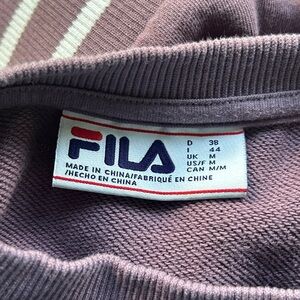 FILA
D 38
I 44
UK M
US/F M
CAN M/M
MADE IN CHINA/FABRIQUÉ EN CHINE
/HECHO EN CHINA